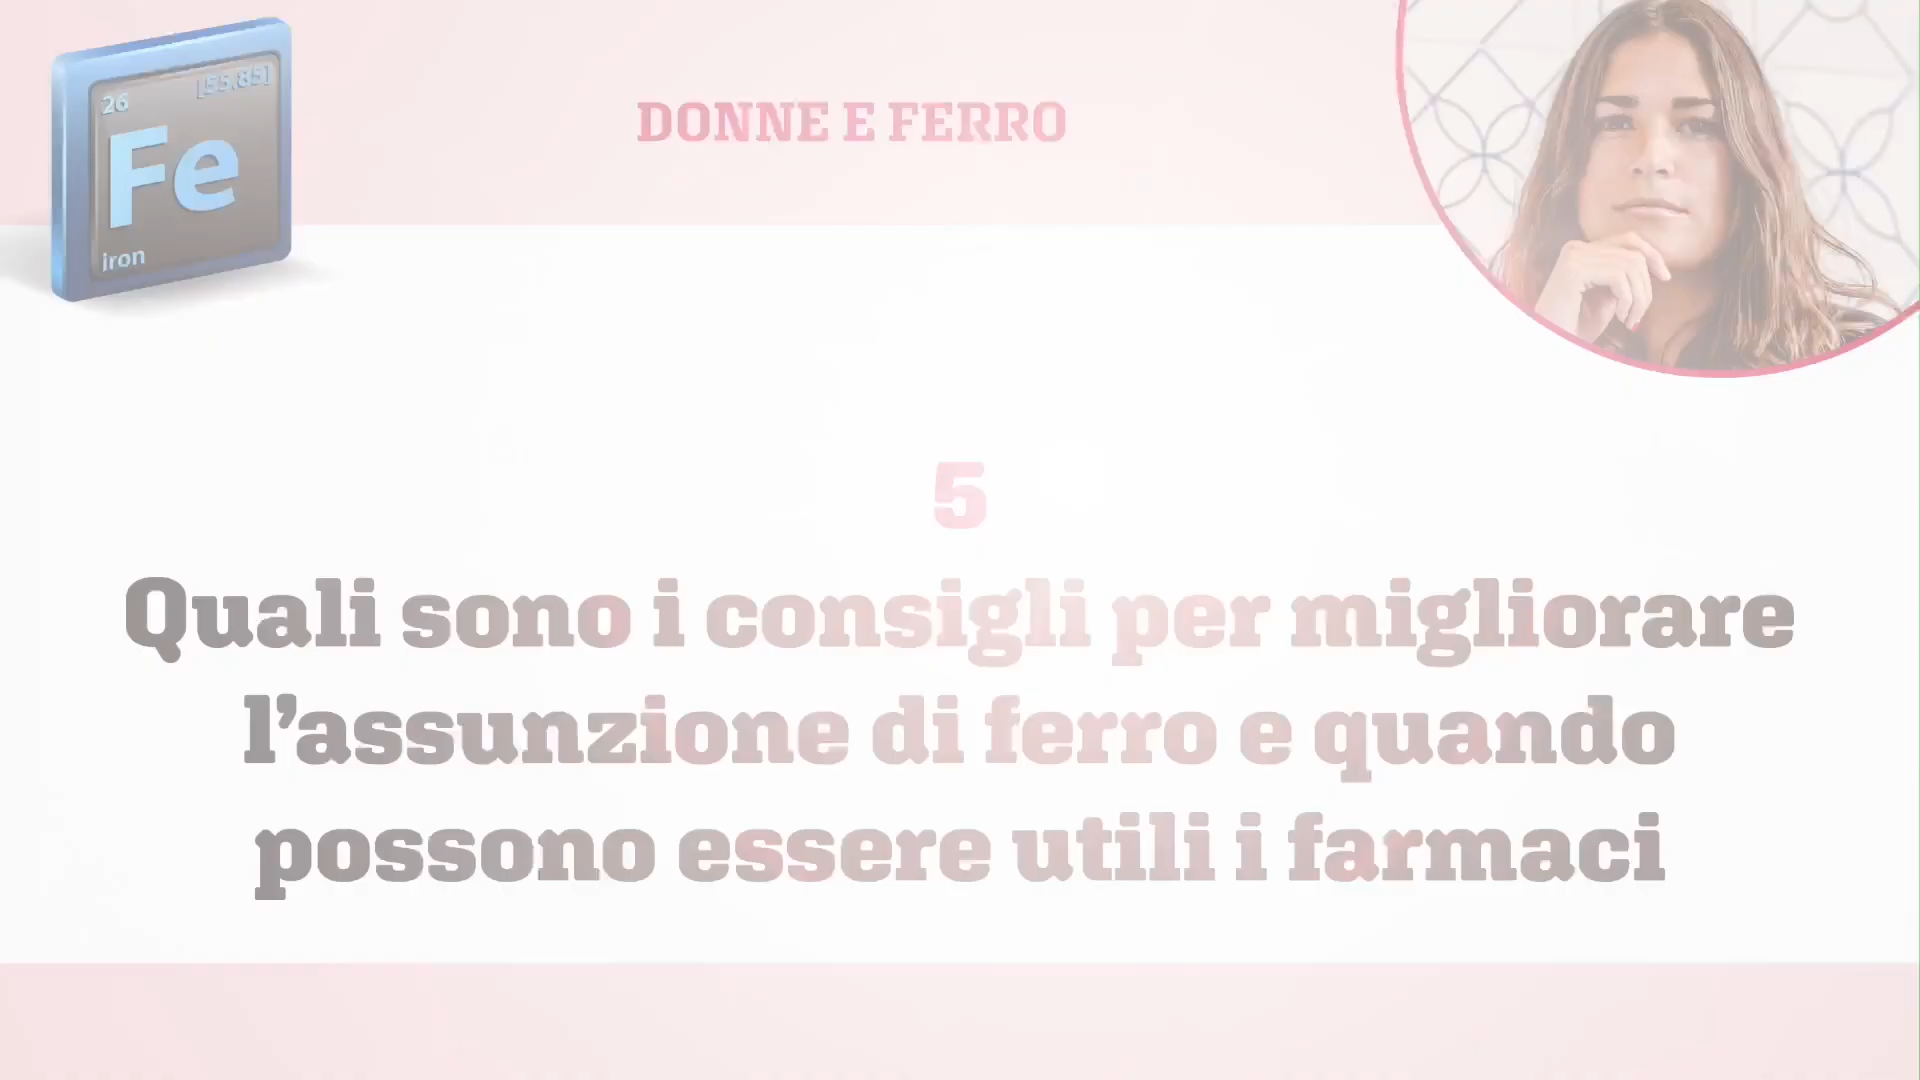 26
[55.85]
Fe
iron
DONNE E FERRO
5
Quali sono i consigli per migliorare
l’assunzione di ferro e quando
possono essere utili i farmaci